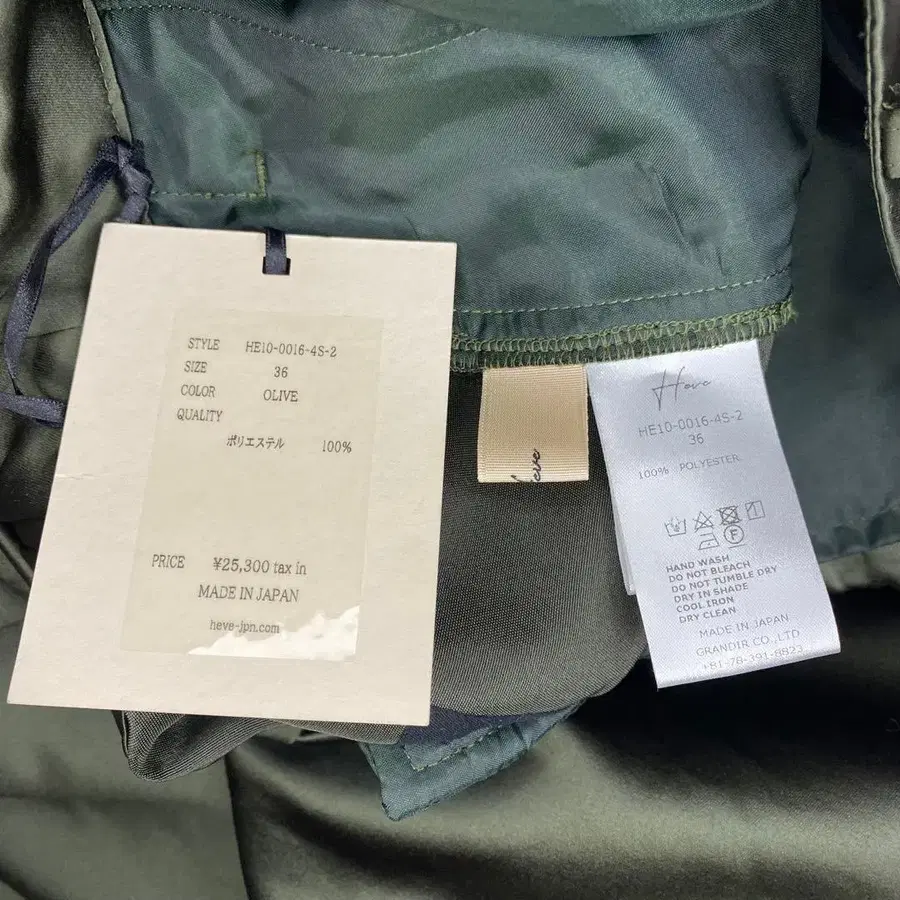 STYLE HE10-0016-4S-2
SIZE 36
COLOR OLIVE
QUALITY
ポリエステル 100%
PRICE ¥25,300 tax in
MADE IN JAPAN
heve-jpn.com
heve
Heve
HE10-0016-4S-2
36
100% POLYESTER
F
HAND WASH
DO NOT BLEACH
DO NOT TUMBLE DRY
DRY IN SHADE
COOL IRON
DRY CLEAN
MADE IN JAPAN
GRANDIR CO.,LTD
+81-78-391-8823